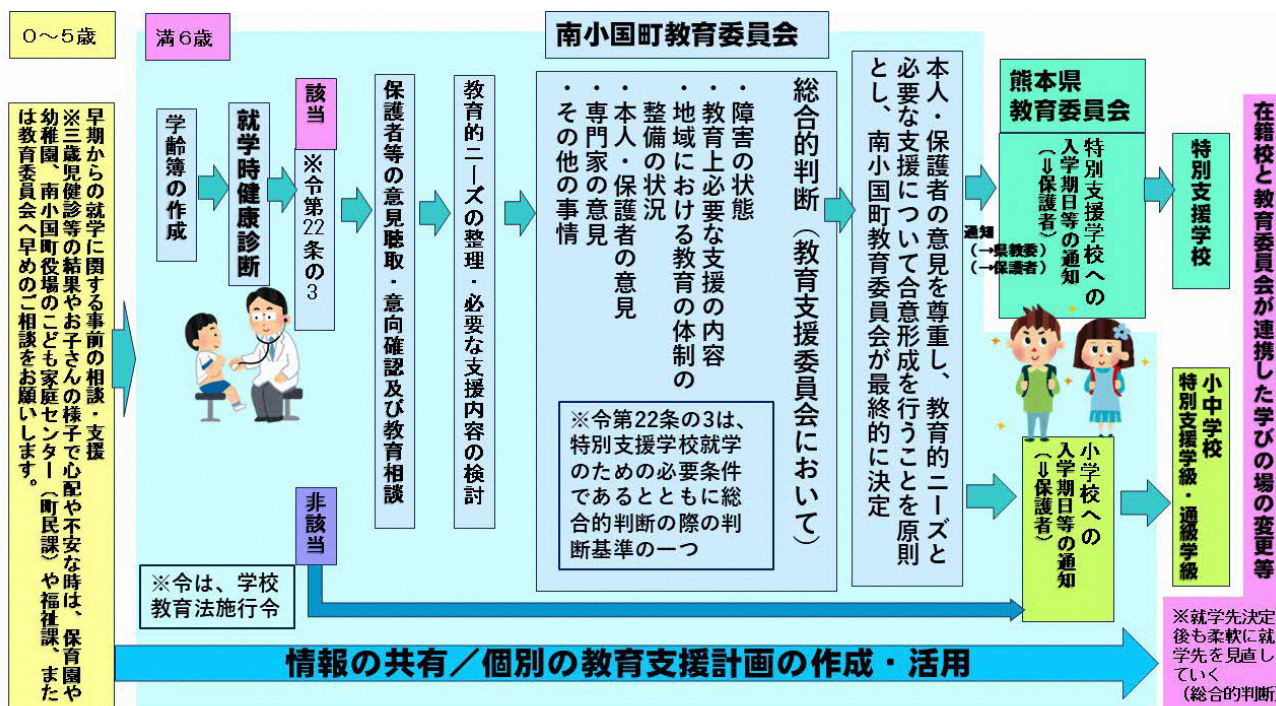 0～5歳
早期からの就学に関する事前の相談・支援
※三歳児健診等の結果やお子さんの様子で心配や不安な時は、保育園や
幼稚園、南小国町役場のこども家庭センター（町民課）や福祉課、また
は教育委員会へ早めのご相談をお願いします。
満6歳
南小国町教育委員会
学齢簿の作成
就学時健康診断
該当
※令第22条の3
保護者等の意見聴取・意向確認及び教育相談
教育的ニーズの整理・必要な支援内容の検討
総合的判断（教育支援委員会において）
・障害の状態
・教育上必要な支援の内容
・地域における教育の体制の
整備の状況
・本人・保護者の意見
・専門家の意見
・その他の事情
※令第22条の3は、
特別支援学校就学
のための必要条件
であるとともに総
合的判断の際の判
断基準の一つ
本人・保護者の意見を尊重し、教育的ニーズと
必要な支援について合意形成を行うことを原則
とし、南小国町教育委員会が最終的に決定
通知
（→県教委）
（→保護者）
熊本県
教育委員会
特別支援学校への
入学期日等の通知
（⇓保護者）
特別支援学校
非該当
※令は、学校
教育法施行令
小学校への
入学期日等の通知
（⇓保護者）
小中学校
特別支援学級・通級学級
在籍校と教育委員会が連携した学びの場の変更等
※就学先決定
後も柔軟に就
学先を見直し
ていく
（総合的判断）
情報の共有／個別の教育支援計画の作成・活用